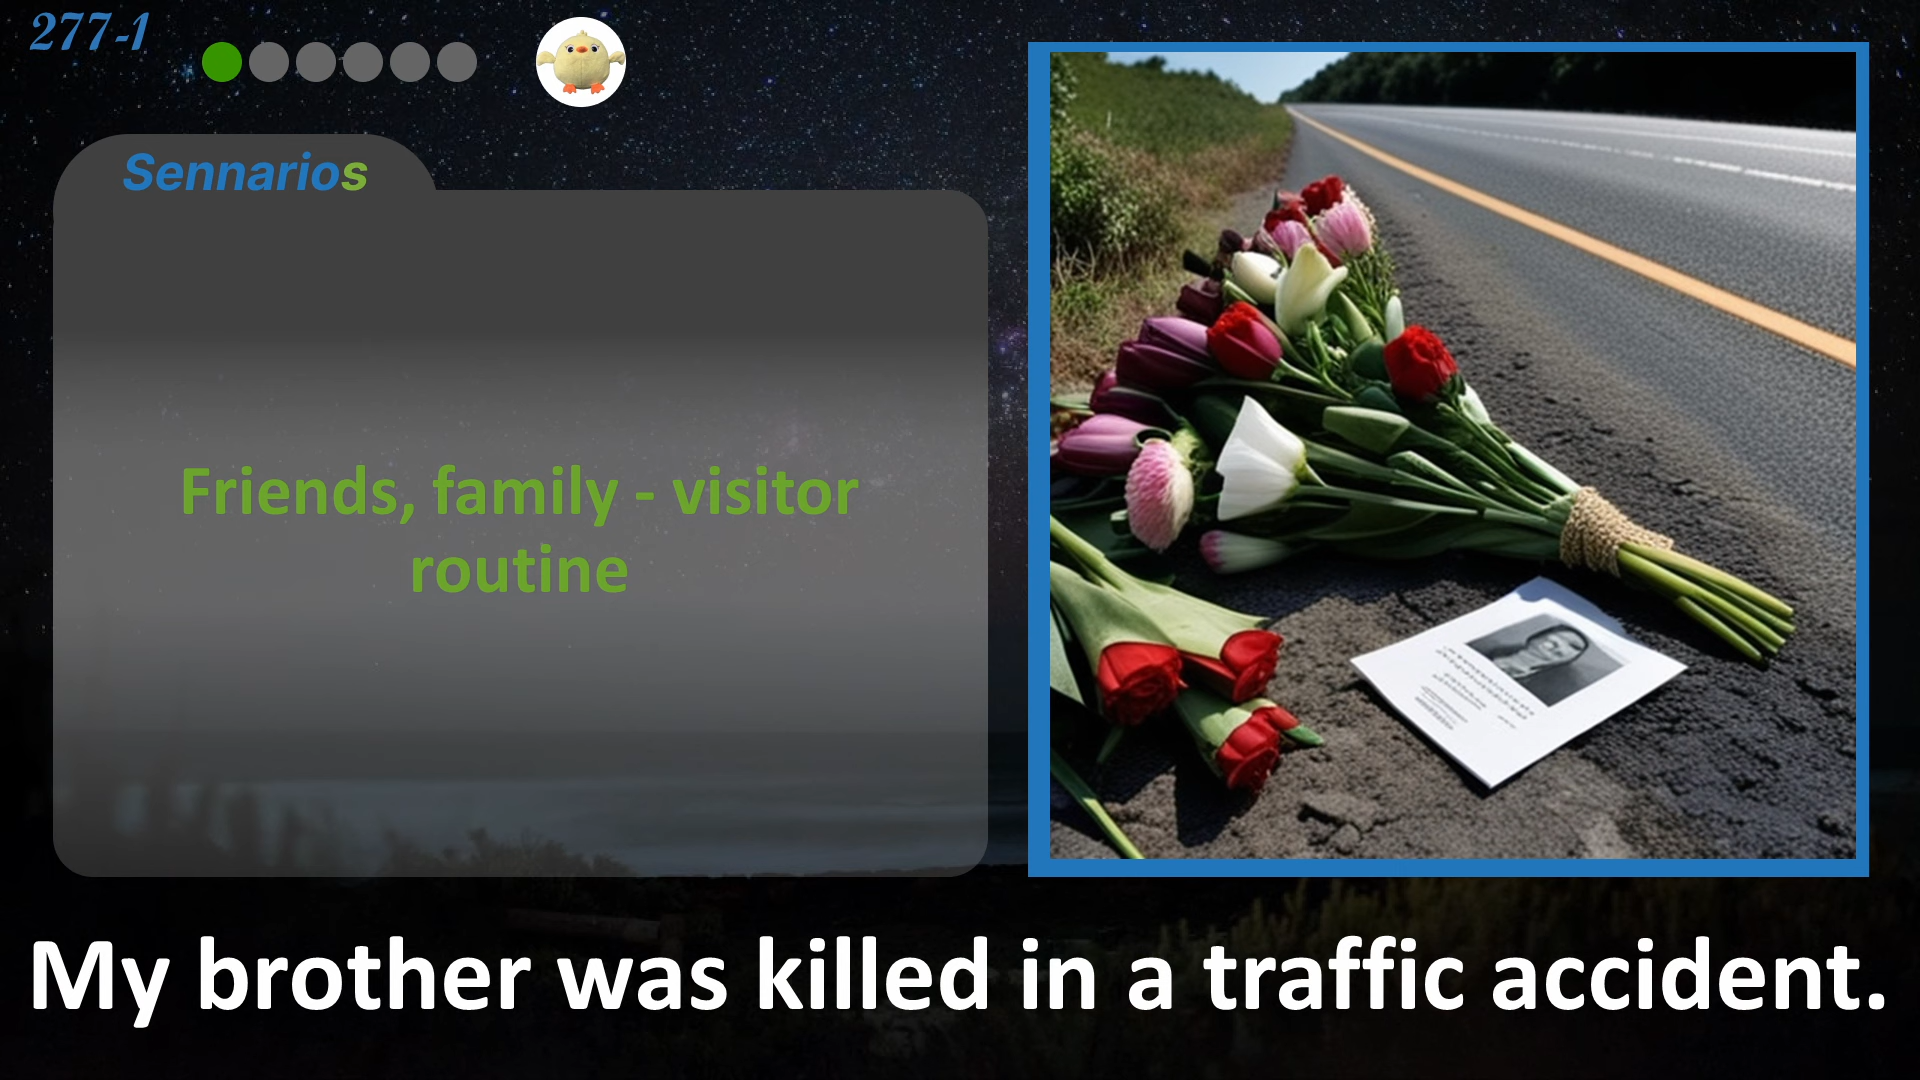 277-1
Sennarios
Friends, family - visitor
routine
My brother was killed in a traffic accident.